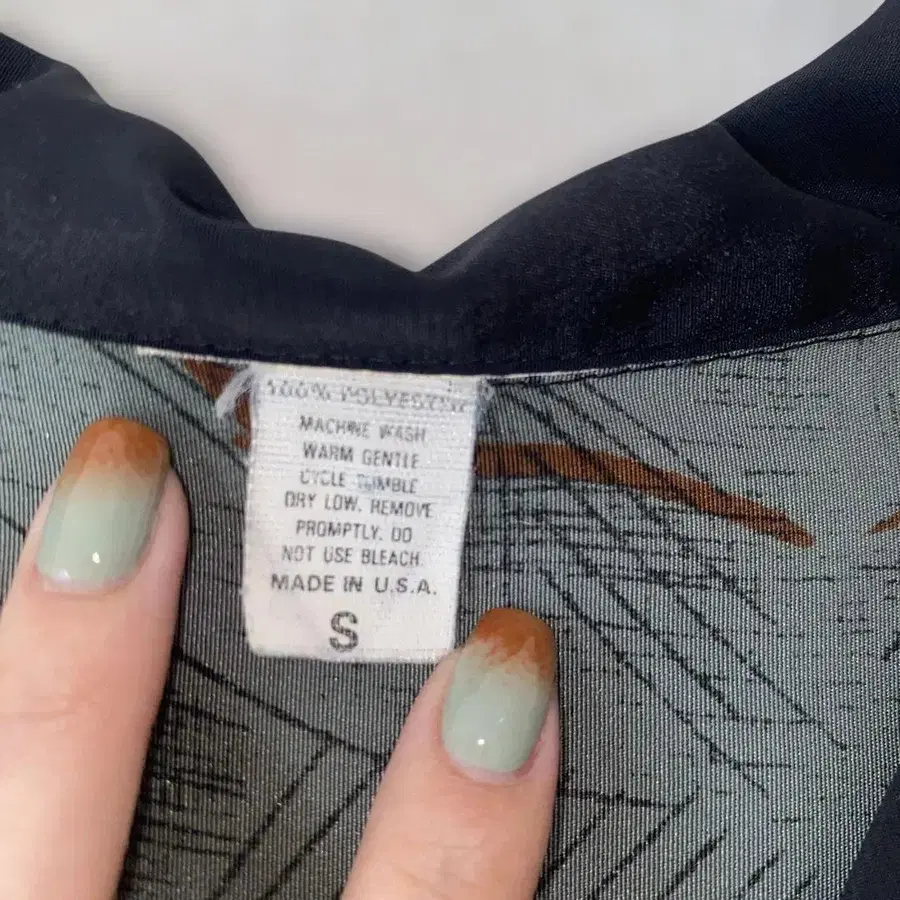 100% POLYESTER
MACHINE WASH
WARM GENTLE
CYCLE TUMBLE
DRY LOW. REMOVE
PROMPTLY. DO
NOT USE BLEACH
MADE IN U.S.A.
S